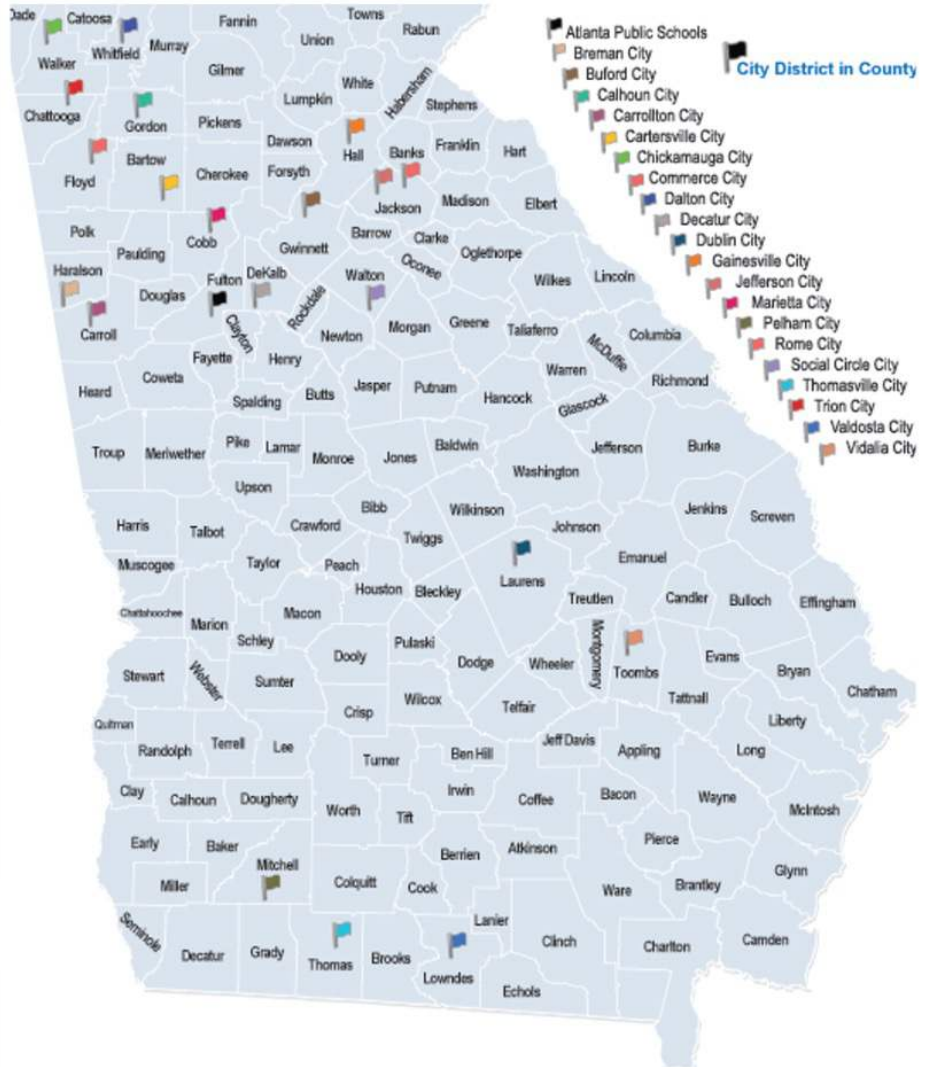 Dade
Catoosa
Whitfield
Murray
Fannin
Towns
Union
Rabun
Walker
Gilmer
White
Habersham
Lumpkin
Stephens
Chattooga
Gordon
Pickens
Dawson
Hall
Banks
Franklin
Hart
Floyd
Bartow
Cherokee
Forsyth
Jackson
Madison
Elbert
Polk
Cobb
Gwinnett
Barrow
Clarke
Oglethorpe
Paulding
Haralson
Fulton
DeKalb
Walton
Oconee
Wilkes
Lincoln
Douglas
Rockdale
Carroll
Clayton
Newton
Morgan
Greene
Taliaferro
McDuffie
Columbia
Fayette
Henry
Warren
Richmond
Heard
Coweta
Spalding
Butts
Jasper
Putnam
Hancock
Glascock
Troup
Meriwether
Pike
Lamar
Monroe
Jones
Baldwin
Washington
Jefferson
Burke
Upson
Harris
Talbot
Crawford
Bibb
Wilkinson
Twiggs
Johnson
Jenkins
Screven
Muscogee
Taylor
Peach
Houston
Bleckley
Laurens
Emanuel
Treutlen
Candler
Bulloch
Effingham
Chattahoochee
Marion
Macon
Schley
Dooly
Pulaski
Dodge
Wheeler
Montgomery
Toombs
Evans
Bryan
Tattnall
Chatham
Stewart
Webster
Sumter
Crisp
Wilcox
Telfair
Liberty
Quitman
Randolph
Terrell
Lee
Turner
Ben Hill
Jeff Davis
Appling
Long
Clay
Calhoun
Dougherty
Worth
Tift
Irwin
Coffee
Bacon
Wayne
McIntosh
Early
Baker
Mitchell
Miller
Colquitt
Cook
Berrien
Atkinson
Pierce
Ware
Brantley
Glynn
Seminole
Decatur
Grady
Thomas
Brooks
Lanier
Lowndes
Clinch
Echols
Charlton
Camden
Atlanta Public Schools
Breman City
Buford City
Calhoun City
Carrollton City
Cartersville City
Chickamauga City
Commerce City
Dalton City
Decatur City
Dublin City
Gainesville City
Jefferson City
Marietta City
Pelham City
Rome City
Social Circle City
Thomasville City
Trion City
Valdosta City
Vidalia City
City District in County